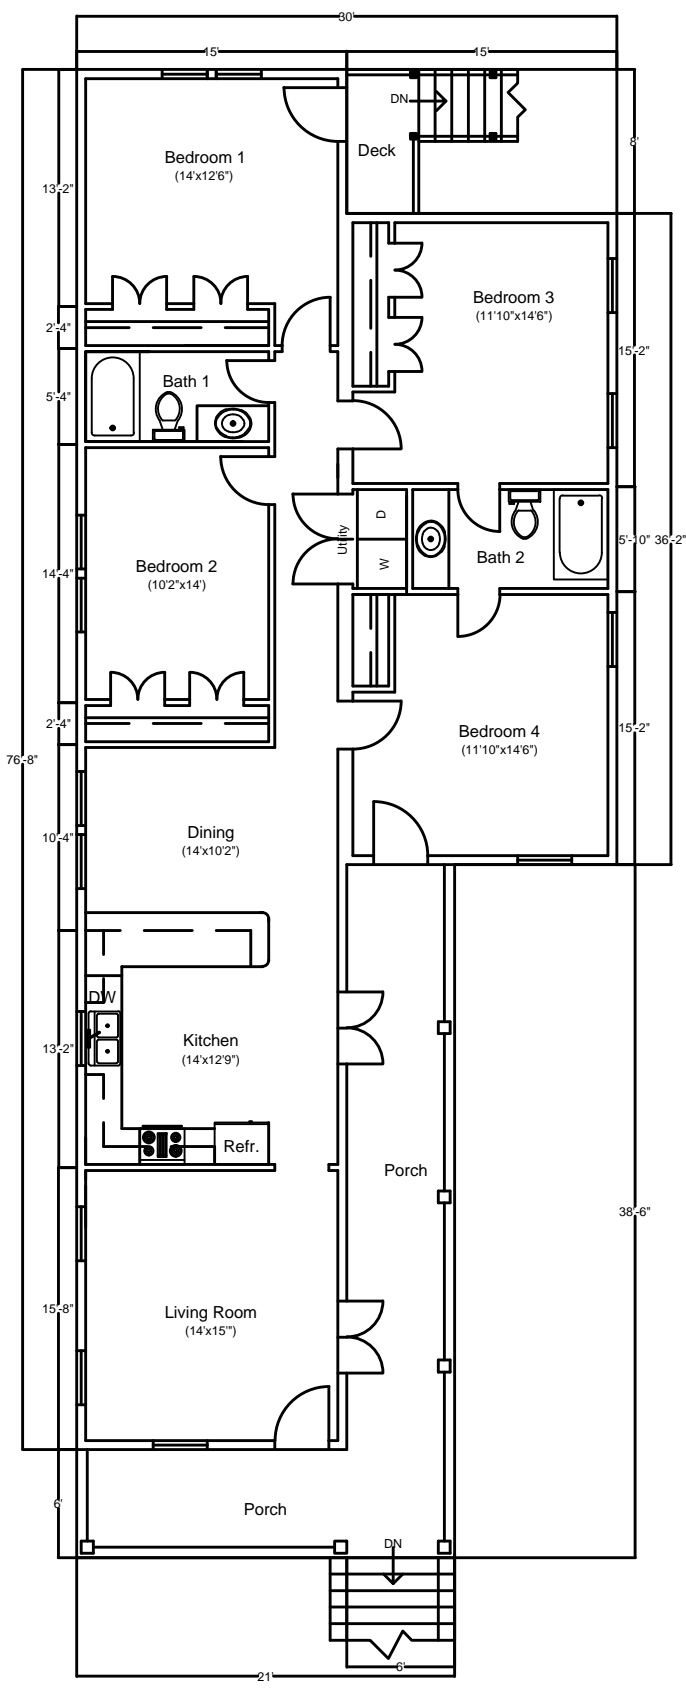 30'
15'
15'
DN
Deck
8'
Bedroom 1
(14'x12'6")
13'-2"
Bedroom 3
(11'10"x14'6")
2'-4"
15'-2"
Bath 1
5'-4"
D
Utility
W
Bath 2
5'-10"
36'-2"
Bedroom 2
(10'2"x14')
14'-4"
2'-4"
Bedroom 4
(11'10"x14'6")
15'-2"
76'-8"
Dining
(14'x10'2")
10'-4"
DW
Kitchen
(14'x12'9")
13'-2"
Refr.
Porch
38'-6"
Living Room
(14'x15'")
15'-8"
6'
Porch
DN
6'
21'